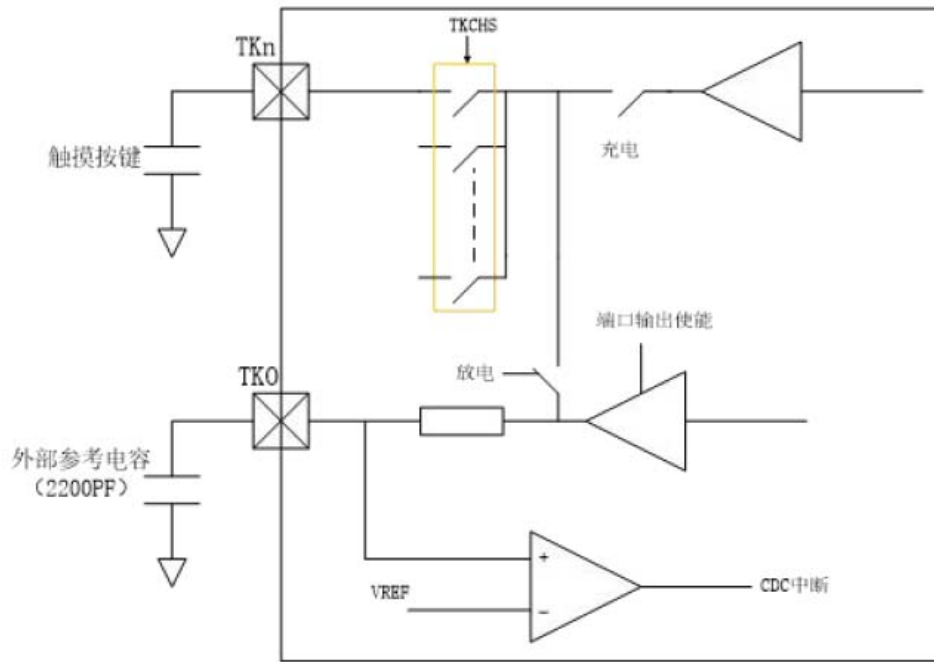 TKCHS
TKn
充电
触摸按键
端口输出使能
TK0
放电
外部参考电容
(2200PF)
+
VREF
−
CDC中断